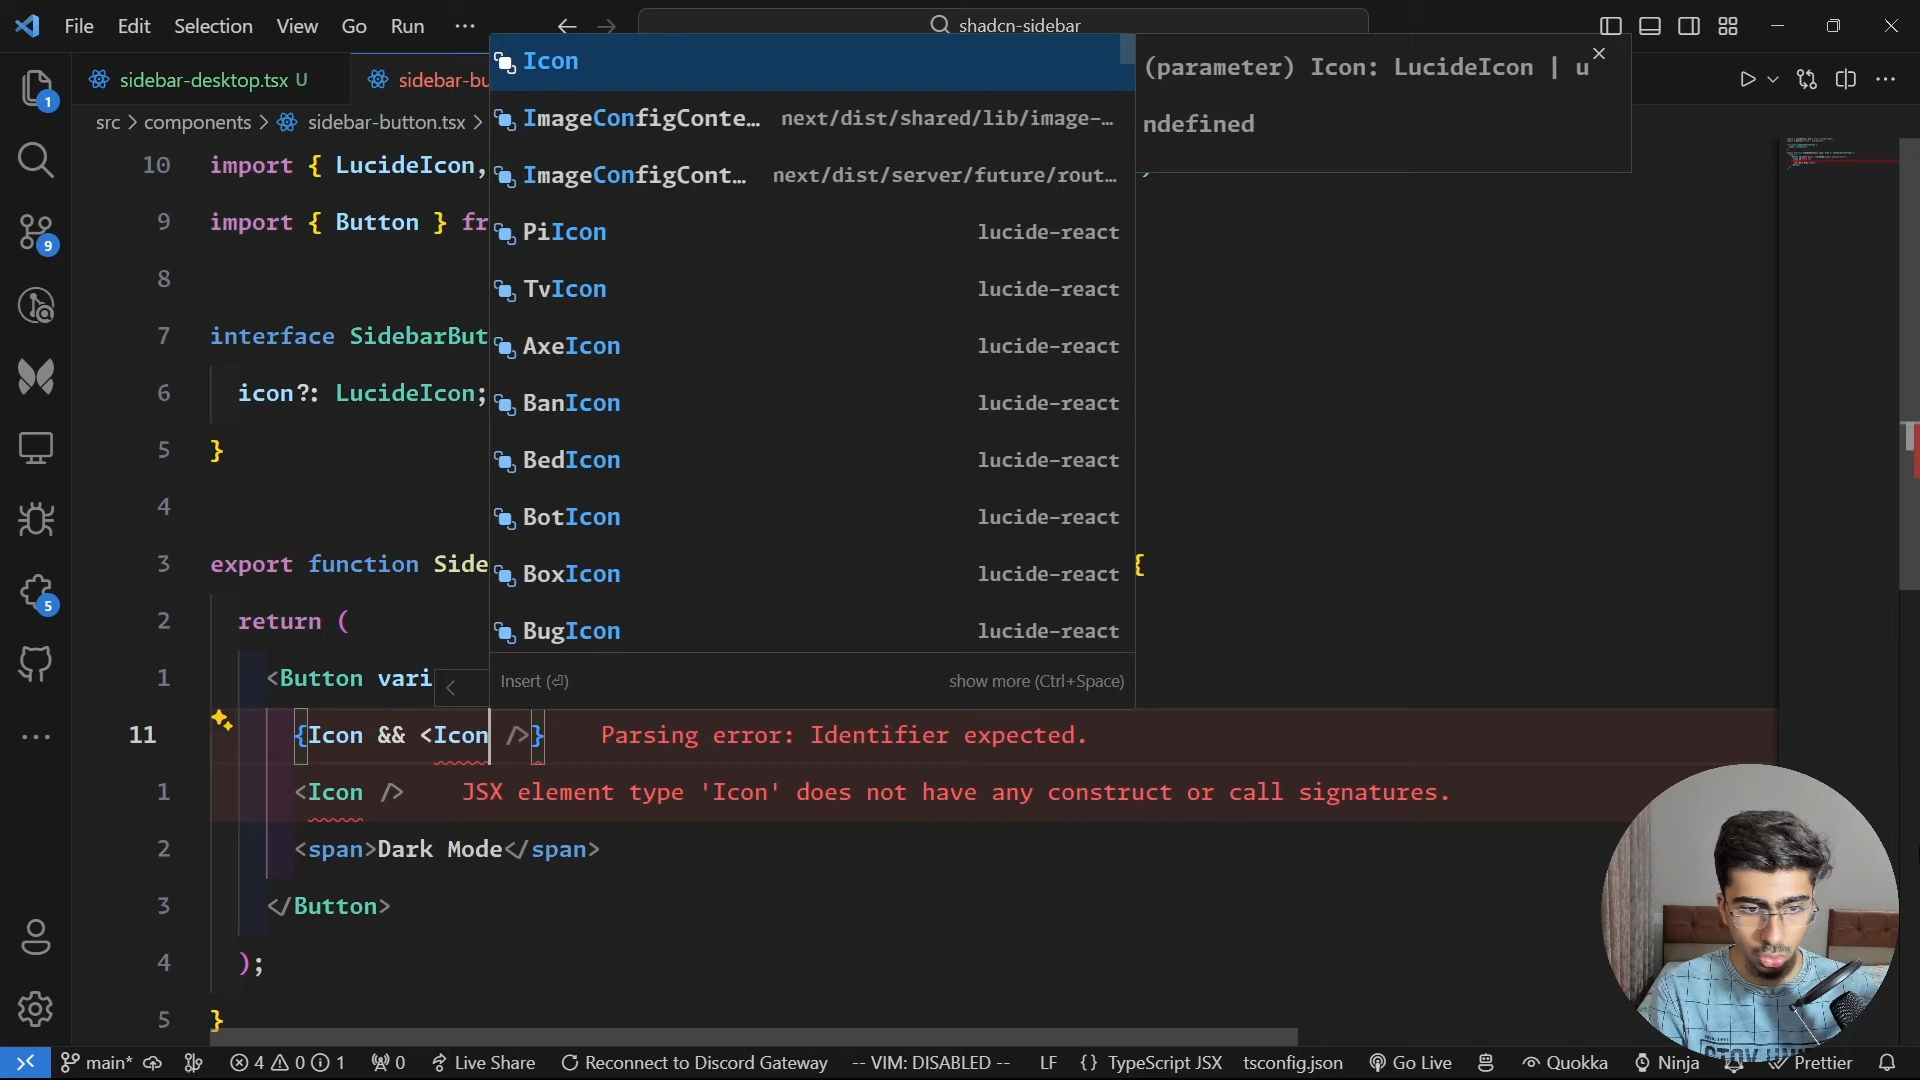 File Edit Selection View Go Run ··· shadcn-sidebar
sidebar-desktop.tsx U
sidebar-bu
src > components > sidebar-button.tsx >
10 import { LucideIcon,
9 import { Button } fr
8
7 interface SidebarBut
6 icon?: LucideIcon;
5 }
4
3 export function Side {
2 return (
1 <Button vari
11 {Icon && <Icon />} Parsing error: Identifier expected.
1 <Icon /> JSX element type 'Icon' does not have any construct or call signatures.
2 <span>Dark Mode</span>
3 </Button>
4 );
5 }
Icon
ImageConfigConte… next/dist/shared/lib/image-…
ImageConfigCont… next/dist/server/future/rout…
PiIcon lucide-react
TvIcon lucide-react
AxeIcon lucide-react
BanIcon lucide-react
BedIcon lucide-react
BotIcon lucide-react
BoxIcon lucide-react
BugIcon lucide-react
Insert (⏎) show more (Ctrl+Space)
<
(parameter) Icon: LucideIcon | u
ndefined
1
9
5
main* 4 0 1 0 Live Share Reconnect to Discord Gateway -- VIM: DISABLED -- LF {} TypeScript JSX tsconfig.json Go Live Quokka Ninja Prettier